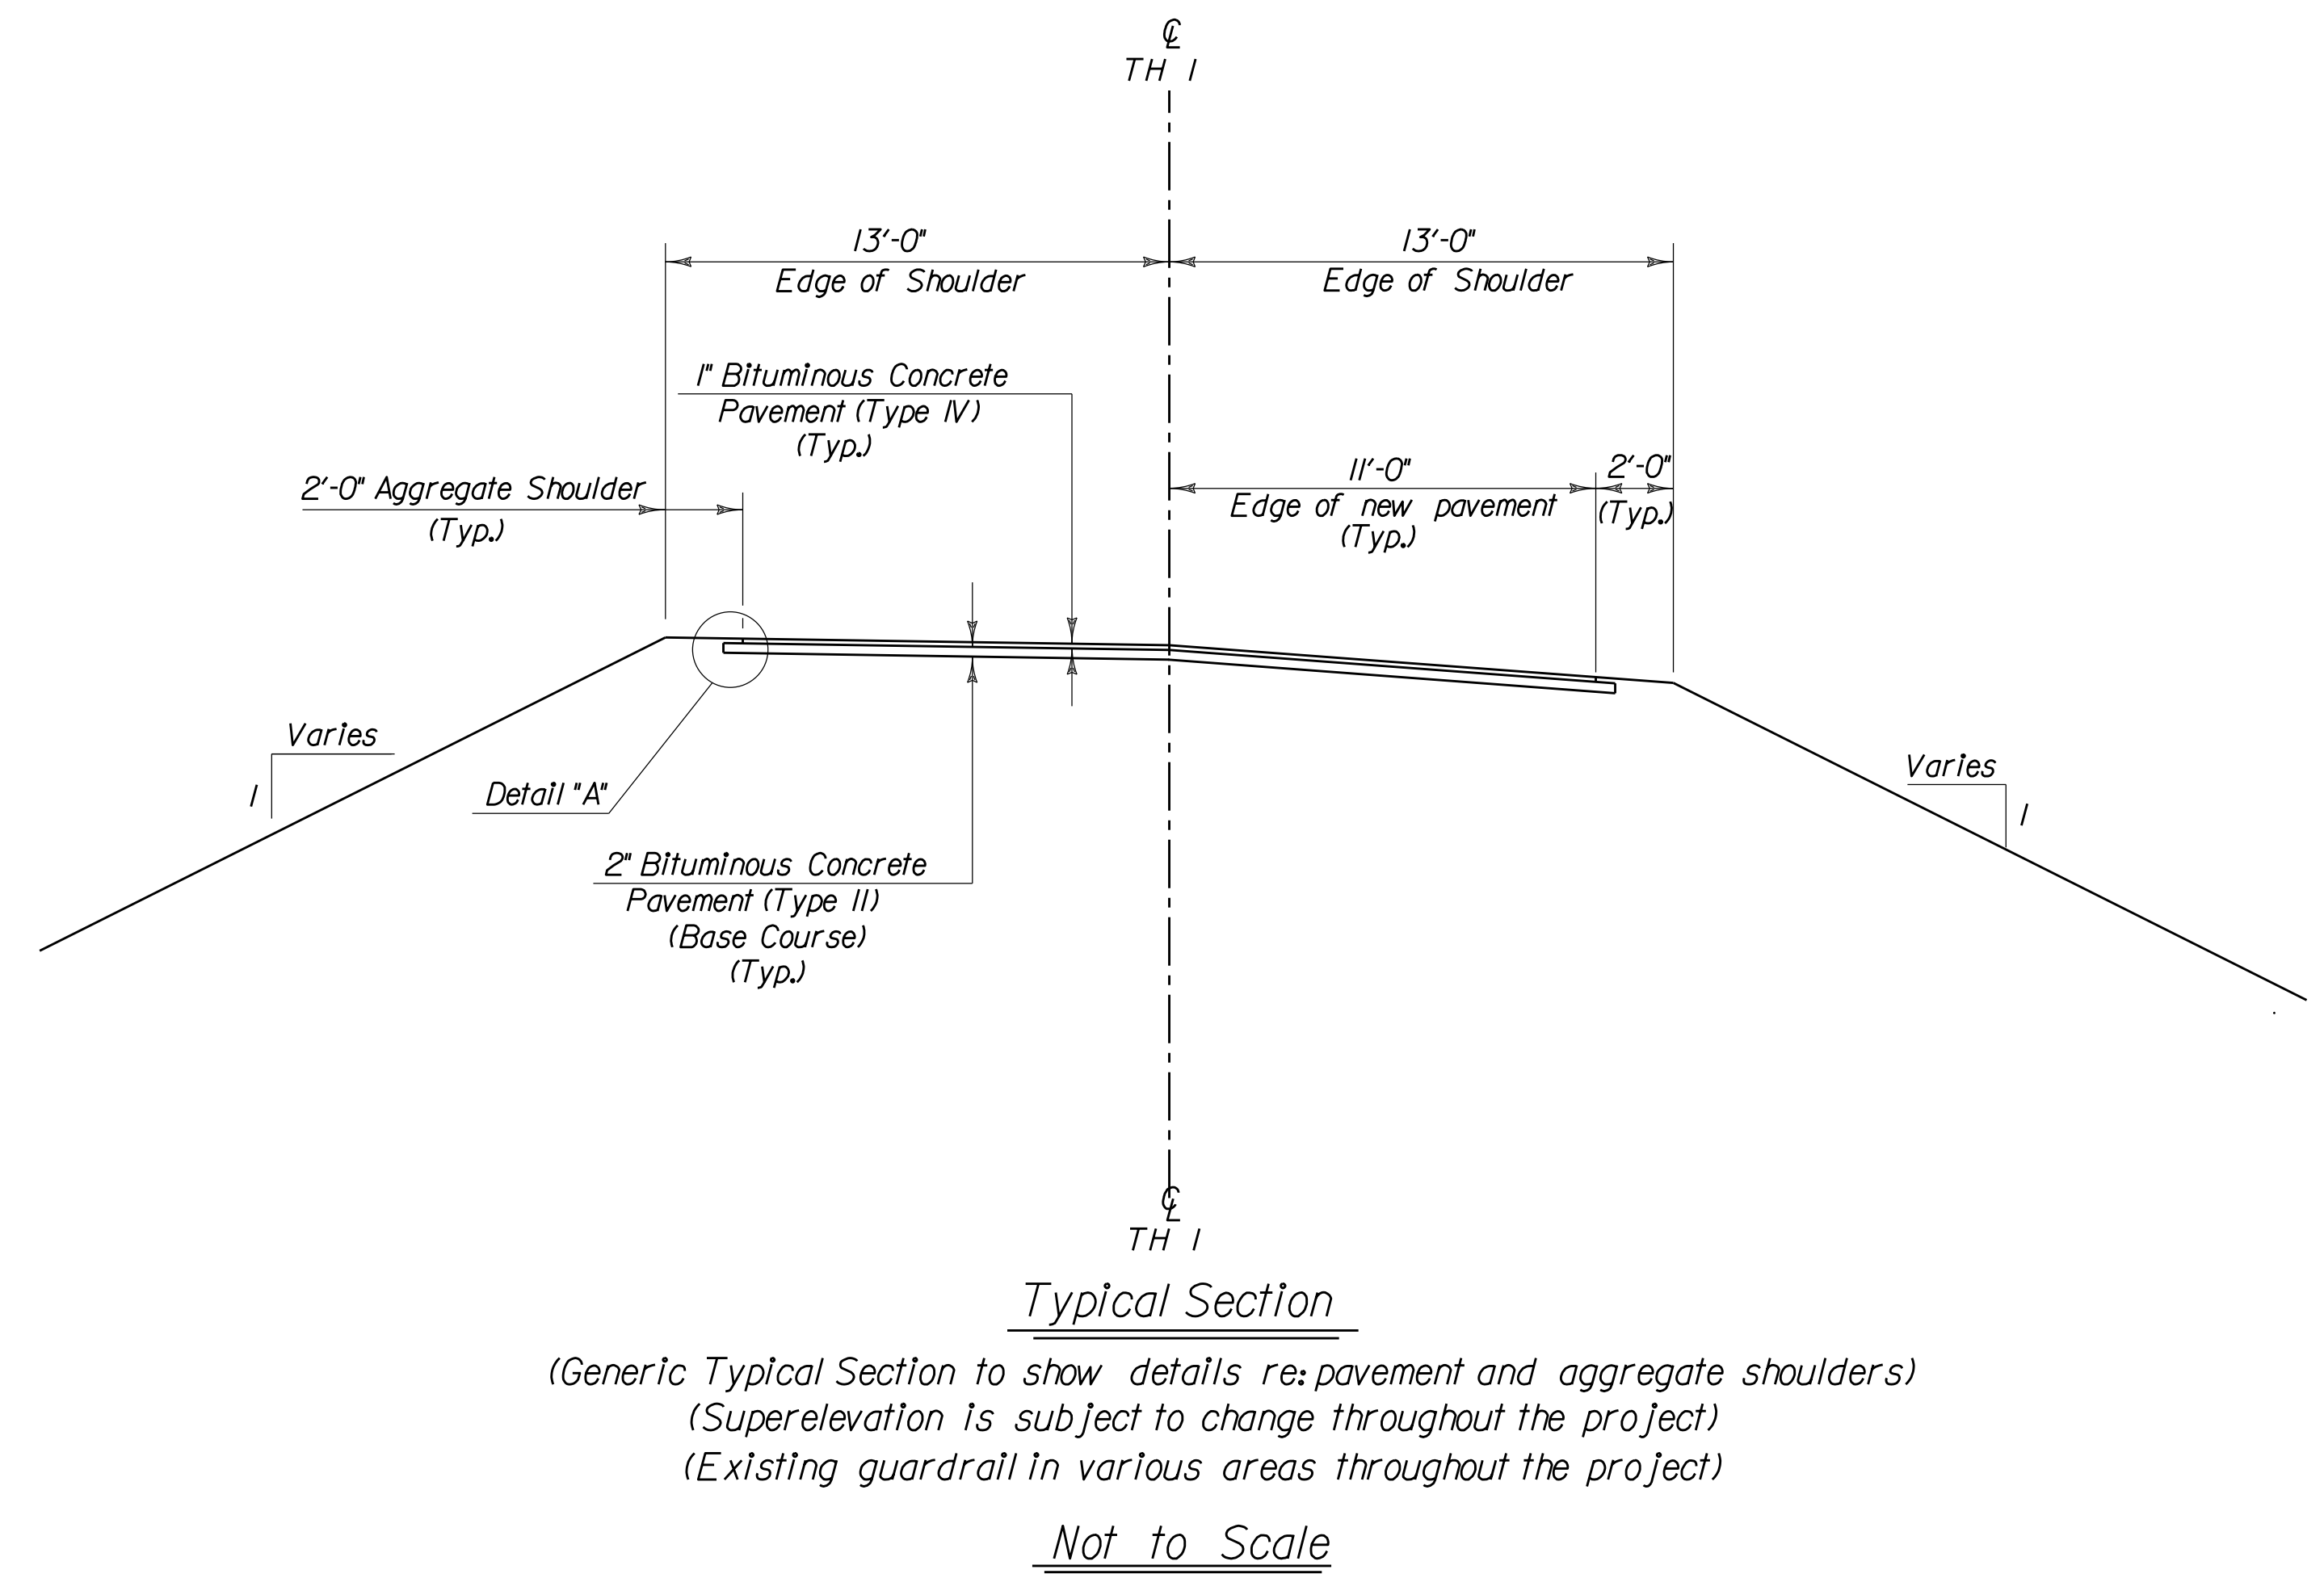 ℄
TH 1
13'-0" 13'-0"
Edge of Shoulder Edge of Shoulder
1" Bituminous Concrete
Pavement (Type IV)
(Typ.)
2'-0" Aggregate Shoulder
(Typ.)
11'-0"
Edge of new pavement
(Typ.)
2'-0"
(Typ.)
Varies
1
Detail "A"
Varies
1
2" Bituminous Concrete
Pavement (Type II)
(Base Course)
(Typ.)
℄
TH 1
Typical Section
(Generic Typical Section to show details re: pavement and aggregate shoulders)
(Superelevation is subject to change throughout the project)
(Existing guardrail in various areas throughout the project)
Not to Scale